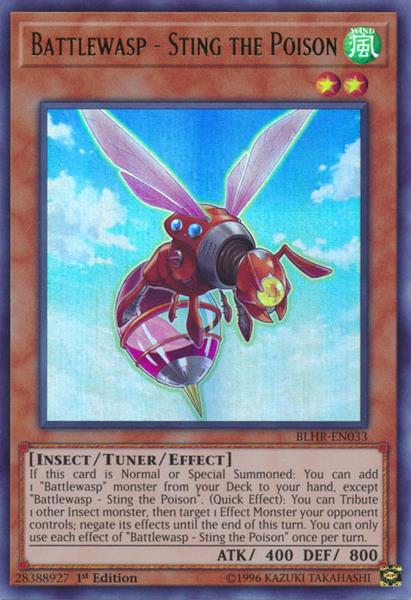 BATTLEWASP - STING THE POISON
WIND
風
BLHR-EN033
[INSECT/TUNER/EFFECT]
If this card is Normal or Special Summoned: You can add
1 "Battlewasp" monster from your Deck to your hand, except
"Battlewasp - Sting the Poison". (Quick Effect): You can Tribute
1 other Insect monster, then target 1 Effect Monster your opponent
controls; negate its effects until the end of this turn. You can only
use each effect of "Battlewasp - Sting the Poison" once per turn.
ATK/ 400 DEF/ 800
28388927 1st Edition ©1996 KAZUKI TAKAHASHI